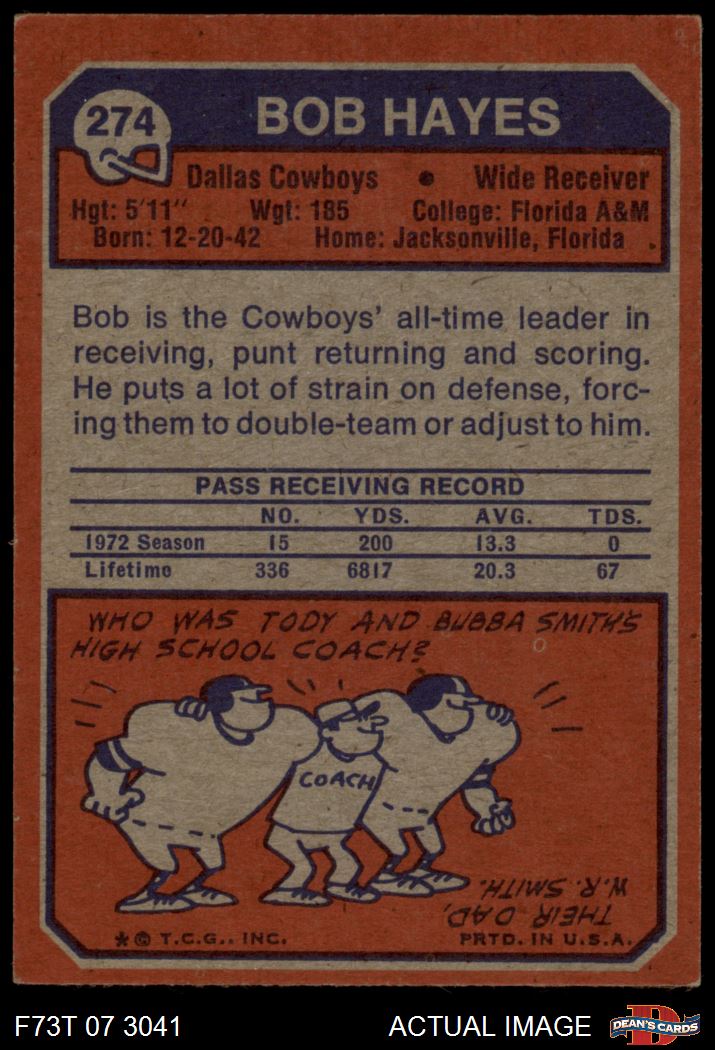 274
BOB HAYES
Dallas Cowboys • Wide Receiver
Hgt: 5'11" Wgt: 185 College: Florida A&M
Born: 12-20-42 Home: Jacksonville, Florida
Bob is the Cowboys' all-time leader in
receiving, punt returning and scoring.
He puts a lot of strain on defense, forc-
ing them to double-team or adjust to him.
PASS RECEIVING RECORD
NO. YDS. AVG. TDS.
1972 Season 15 200 13.3 0
Lifetime 336 6817 20.3 67
WHO WAS TODY AND BUBBA SMITH'S
HIGH SCHOOL COACH?
COACH
THEIR DAD,
W.R. SMITH.
* © T.C.G., INC. PRTD. IN U.S.A.
F73T 07 3041 ACTUAL IMAGE
D
DEAN'S CARDS